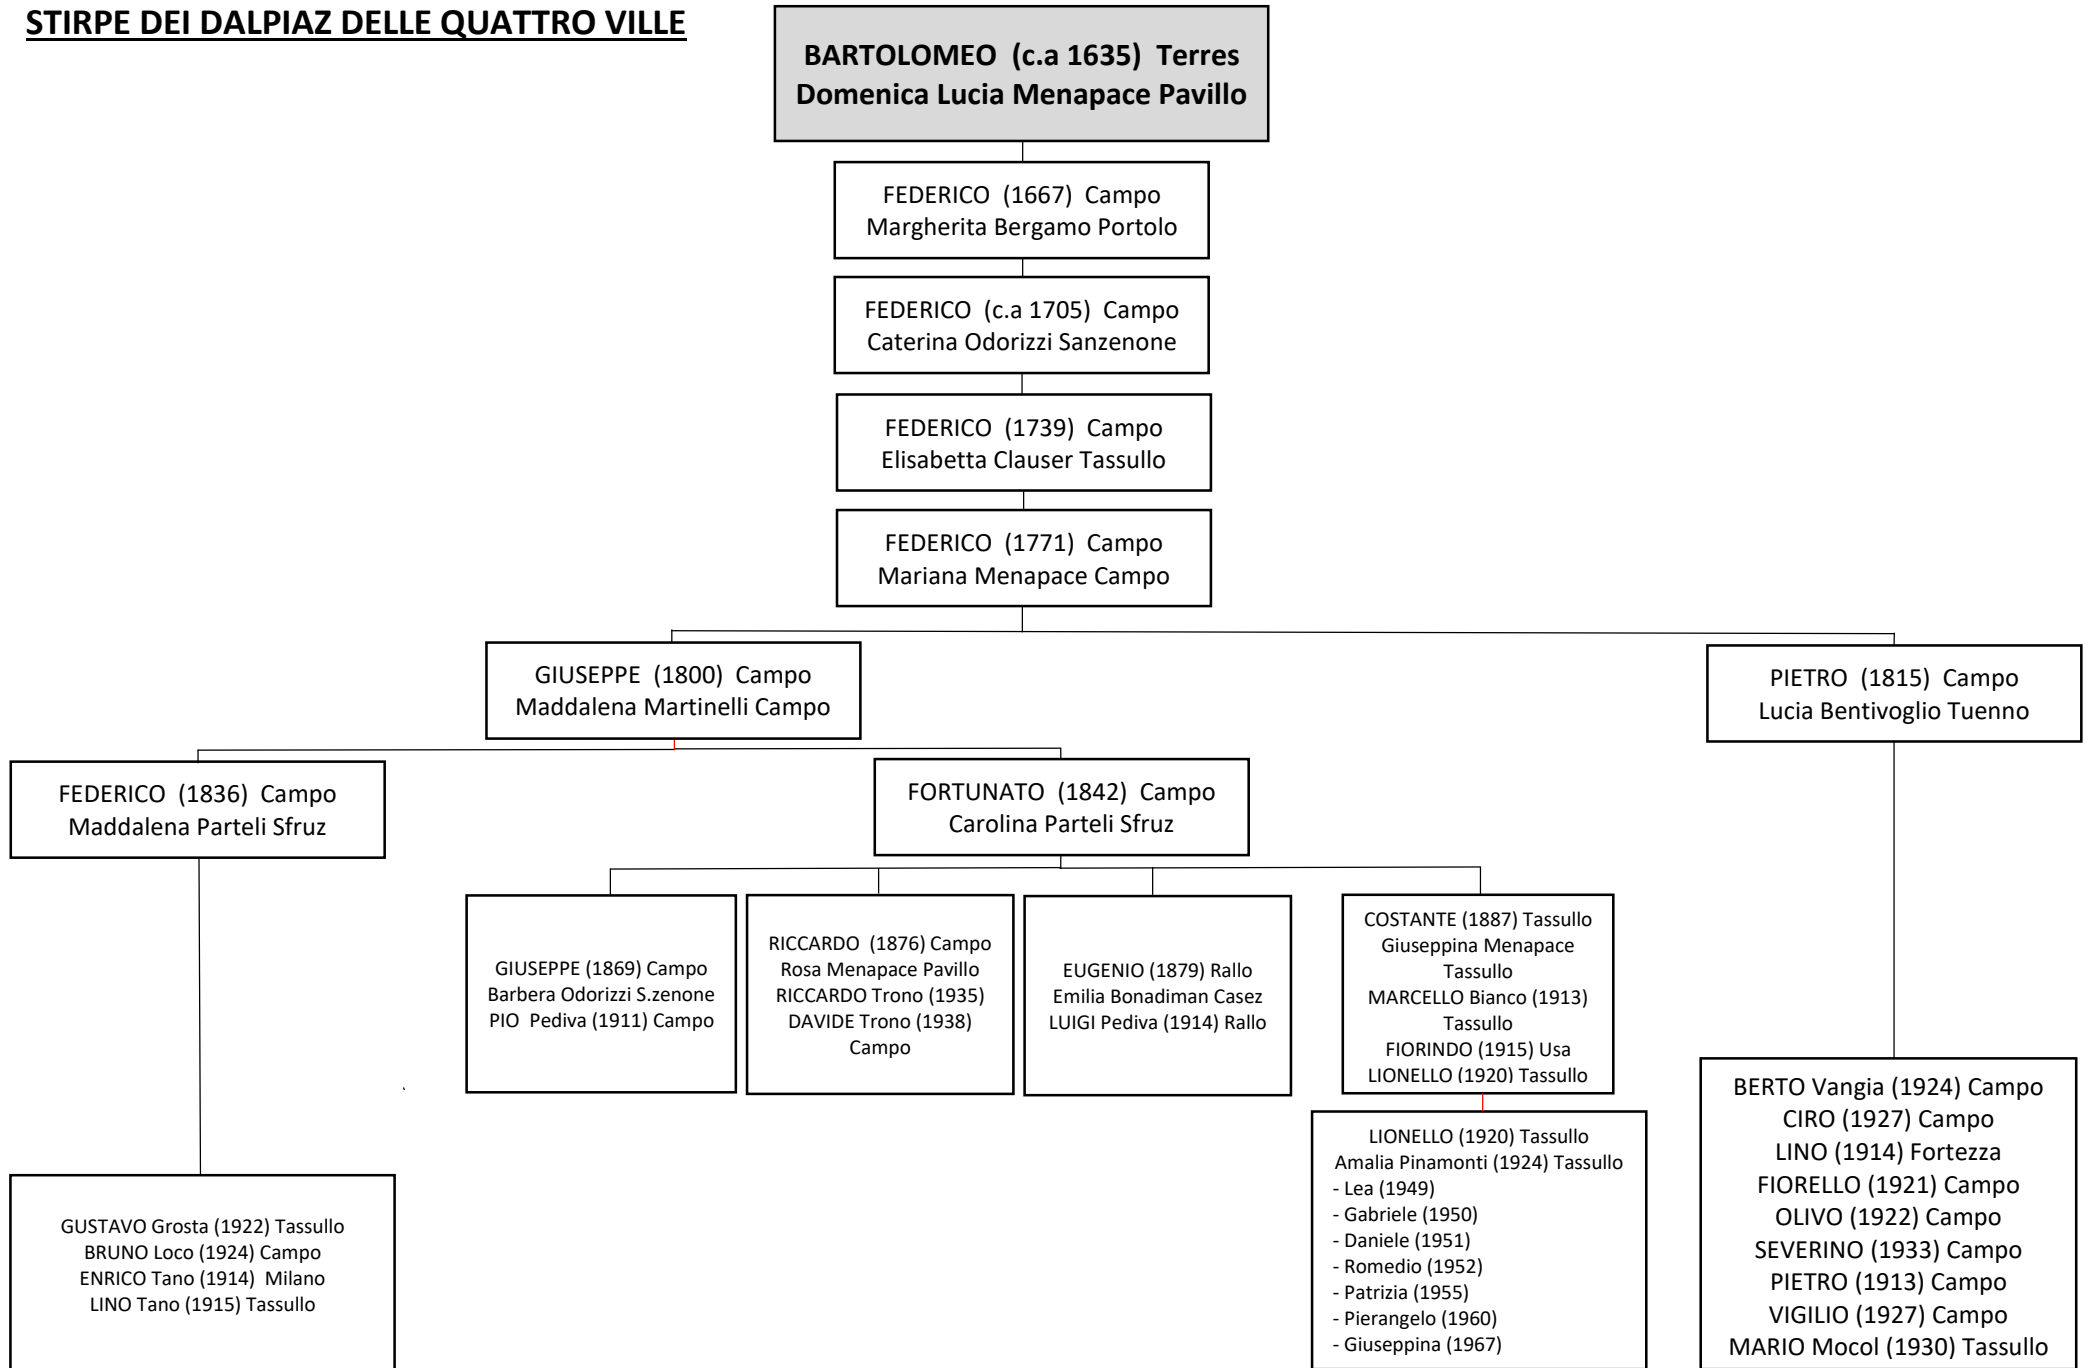 STIRPE DEI DALPIAZ DELLE QUATTRO VILLE
BARTOLOMEO (c.a 1635) Terres
Domenica Lucia Menapace Pavillo
FEDERICO (1667) Campo
Margherita Bergamo Portolo
FEDERICO (c.a 1705) Campo
Caterina Odorizzi Sanzenone
FEDERICO (1739) Campo
Elisabetta Clauser Tassullo
FEDERICO (1771) Campo
Mariana Menapace Campo
GIUSEPPE (1800) Campo
Maddalena Martinelli Campo
PIETRO (1815) Campo
Lucia Bentivoglio Tuenno
FEDERICO (1836) Campo
Maddalena Parteli Sfruz
FORTUNATO (1842) Campo
Carolina Parteli Sfruz
GIUSEPPE (1869) Campo
Barbera Odorizzi S.zenone
PIO Pediva (1911) Campo
RICCARDO (1876) Campo
Rosa Menapace Pavillo
RICCARDO Trono (1935)
DAVIDE Trono (1938)
Campo
EUGENIO (1879) Rallo
Emilia Bonadiman Casez
LUIGI Pediva (1914) Rallo
COSTANTE (1887) Tassullo
Giuseppina Menapace
Tassullo
MARCELLO Bianco (1913)
Tassullo
FIORINDO (1915) Usa
LIONELLO (1920) Tassullo
LIONELLO (1920) Tassullo
Amalia Pinamonti (1924) Tassullo
- Lea (1949)
- Gabriele (1950)
- Daniele (1951)
- Romedio (1952)
- Patrizia (1955)
- Pierangelo (1960)
- Giuseppina (1967)
GUSTAVO Grosta (1922) Tassullo
BRUNO Loco (1924) Campo
ENRICO Tano (1914) Milano
LINO Tano (1915) Tassullo
BERTO Vangia (1924) Campo
CIRO (1927) Campo
LINO (1914) Fortezza
FIORELLO (1921) Campo
OLIVO (1922) Campo
SEVERINO (1933) Campo
PIETRO (1913) Campo
VIGILIO (1927) Campo
MARIO Mocol (1930) Tassullo